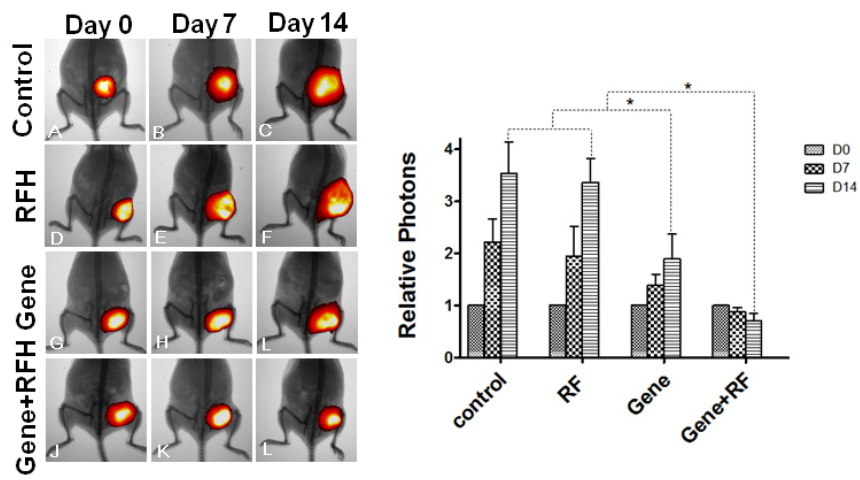 Day 0 Day 7 Day 14
Control
A B C
RFH
D E F
Gene
G H L
Gene+RFH
J K L
Relative Photons
4
3
2
1
0
* *
control RF Gene Gene+RF
D0
D7
D14